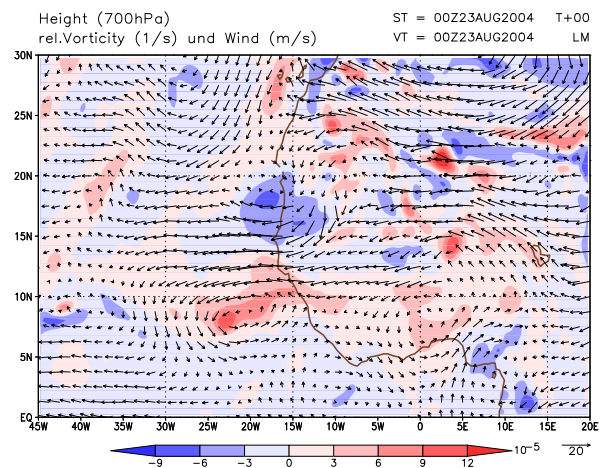 Height (700hPa) ST = 00Z23AUG2004 T+00
rel.Vorticity (1/s) und Wind (m/s) VT = 00Z23AUG2004 LM
30N
25N
20N
15N
10N
5N
EQ
45W 40W 35W 30W 25W 20W 15W 10W 5W 0 5E 10E 15E 20E
-9 -6 -3 0 3 6 9 12 10-5 20